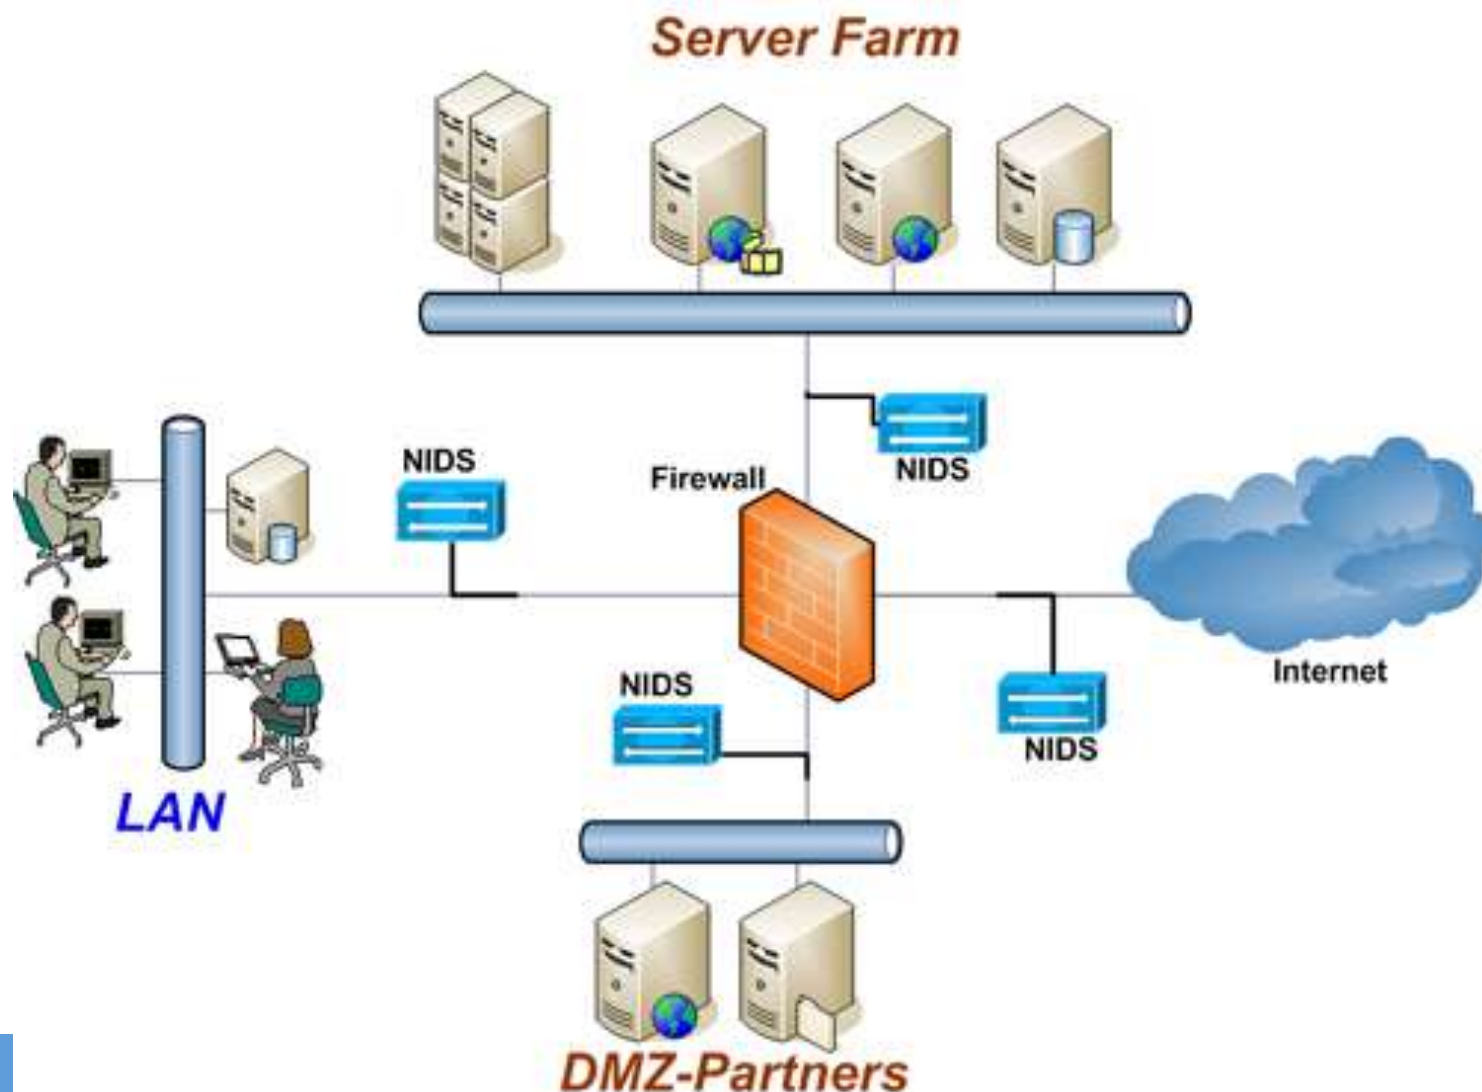 Server Farm
NIDS
Firewall
NIDS
Internet
NIDS
NIDS
LAN
DMZ-Partners